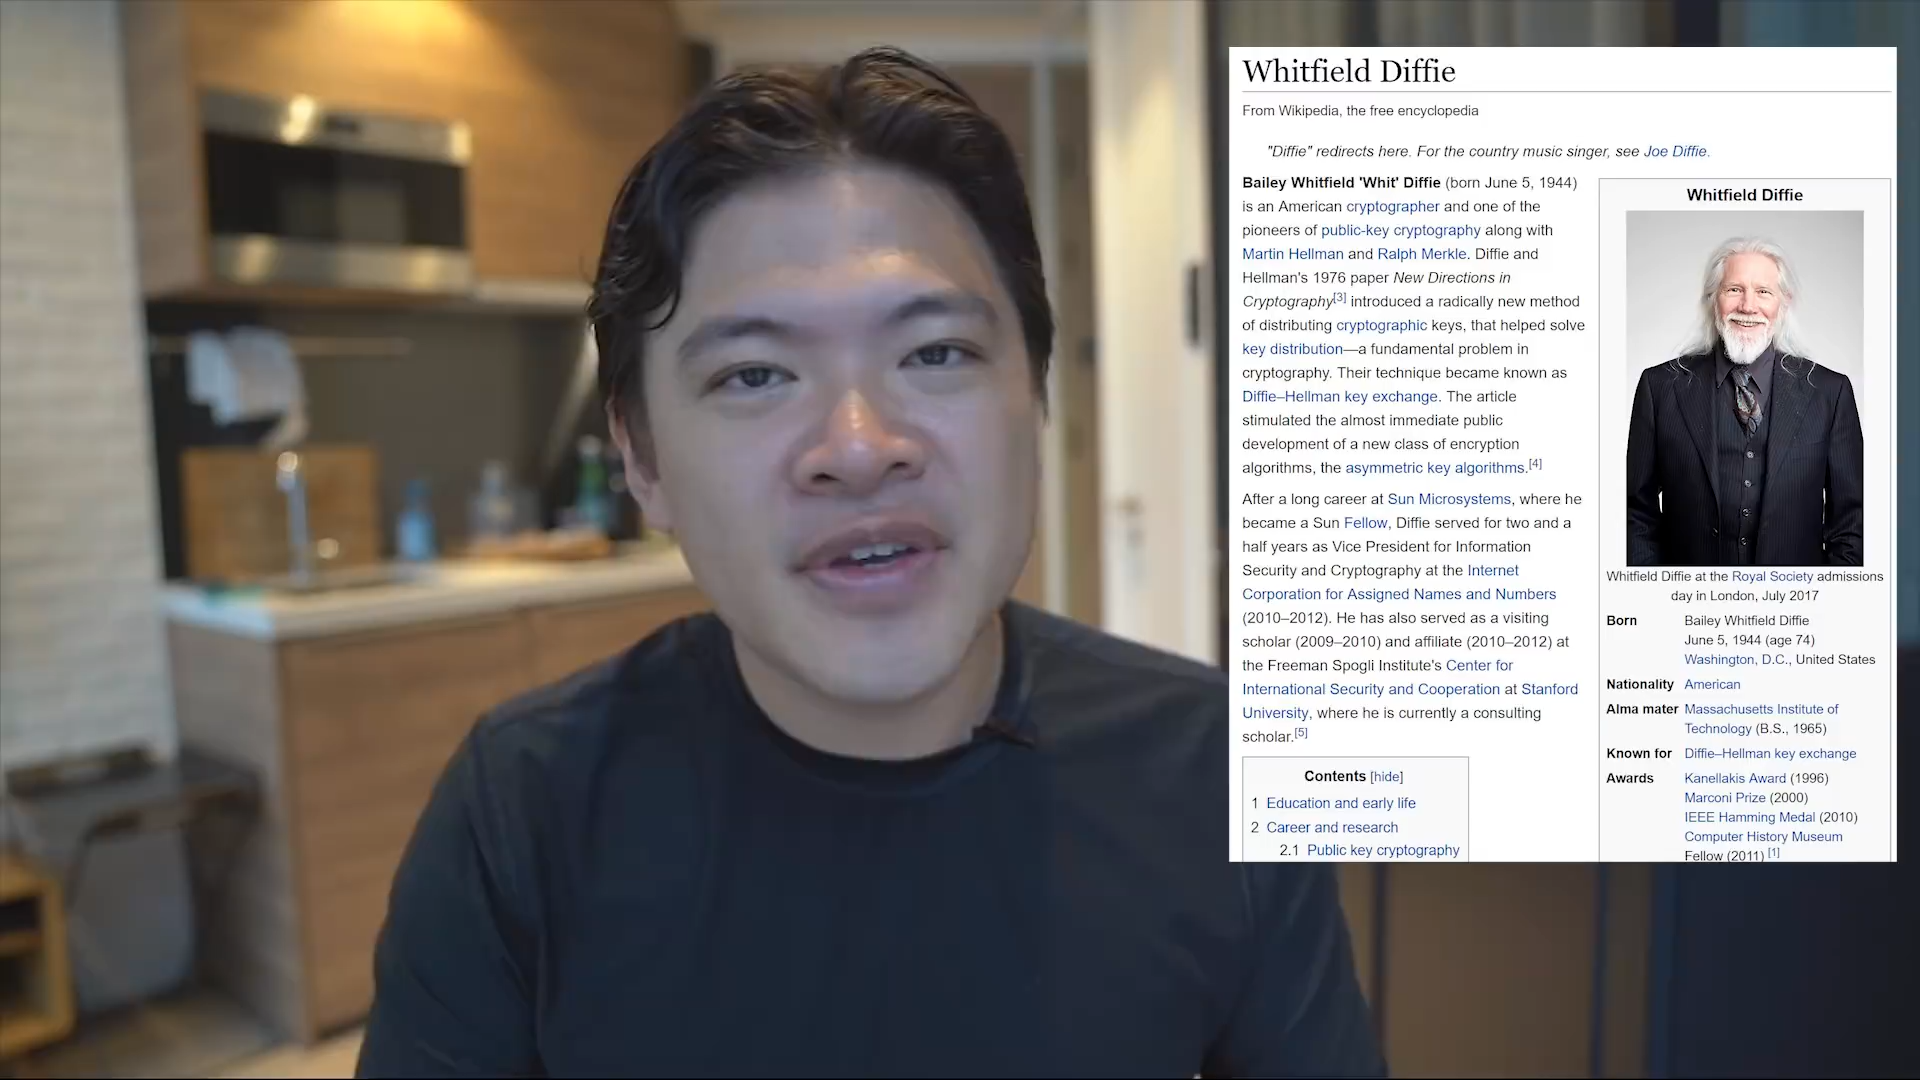 Whitfield Diffie
From Wikipedia, the free encyclopedia
"Diffie" redirects here. For the country music singer, see Joe Diffie.
Bailey Whitfield 'Whit' Diffie (born June 5, 1944)
is an American cryptographer and one of the
pioneers of public-key cryptography along with
Martin Hellman and Ralph Merkle. Diffie and
Hellman's 1976 paper New Directions in
Cryptography[3] introduced a radically new method
of distributing cryptographic keys, that helped solve
key distribution—a fundamental problem in
cryptography. Their technique became known as
Diffie–Hellman key exchange. The article
stimulated the almost immediate public
development of a new class of encryption
algorithms, the asymmetric key algorithms.[4]
After a long career at Sun Microsystems, where he
became a Sun Fellow, Diffie served for two and a
half years as Vice President for Information
Security and Cryptography at the Internet
Corporation for Assigned Names and Numbers
(2010–2012). He has also served as a visiting
scholar (2009–2010) and affiliate (2010–2012) at
the Freeman Spogli Institute's Center for
International Security and Cooperation at Stanford
University, where he is currently a consulting
scholar.[5]
Contents [hide]
1 Education and early life
2 Career and research
2.1 Public key cryptography
Whitfield Diffie
Whitfield Diffie at the Royal Society admissions
day in London, July 2017
Born Bailey Whitfield Diffie
June 5, 1944 (age 74)
Washington, D.C., United States
Nationality American
Alma mater Massachusetts Institute of
Technology (B.S., 1965)
Known for Diffie–Hellman key exchange
Awards Kanellakis Award (1996)
Marconi Prize (2000)
IEEE Hamming Medal (2010)
Computer History Museum
Fellow (2011) [1]